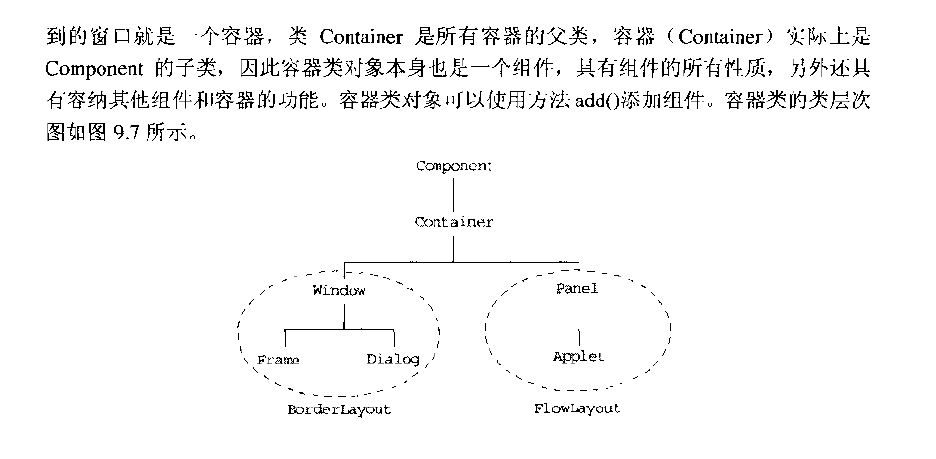 到的窗口就是一个容器，类 Container 是所有容器的父类，容器（Container）实际上是
Component 的子类，因此容器类对象本身也是一个组件，具有组件的所有性质，另外还具
有容纳其他组件和容器的功能。容器类对象可以使用方法 add()添加组件。容器类的类层次
图如图 9.7 所示。
Component
Container
Window Panel
Frame Dialog Applet
BorderLayout FlowLayout